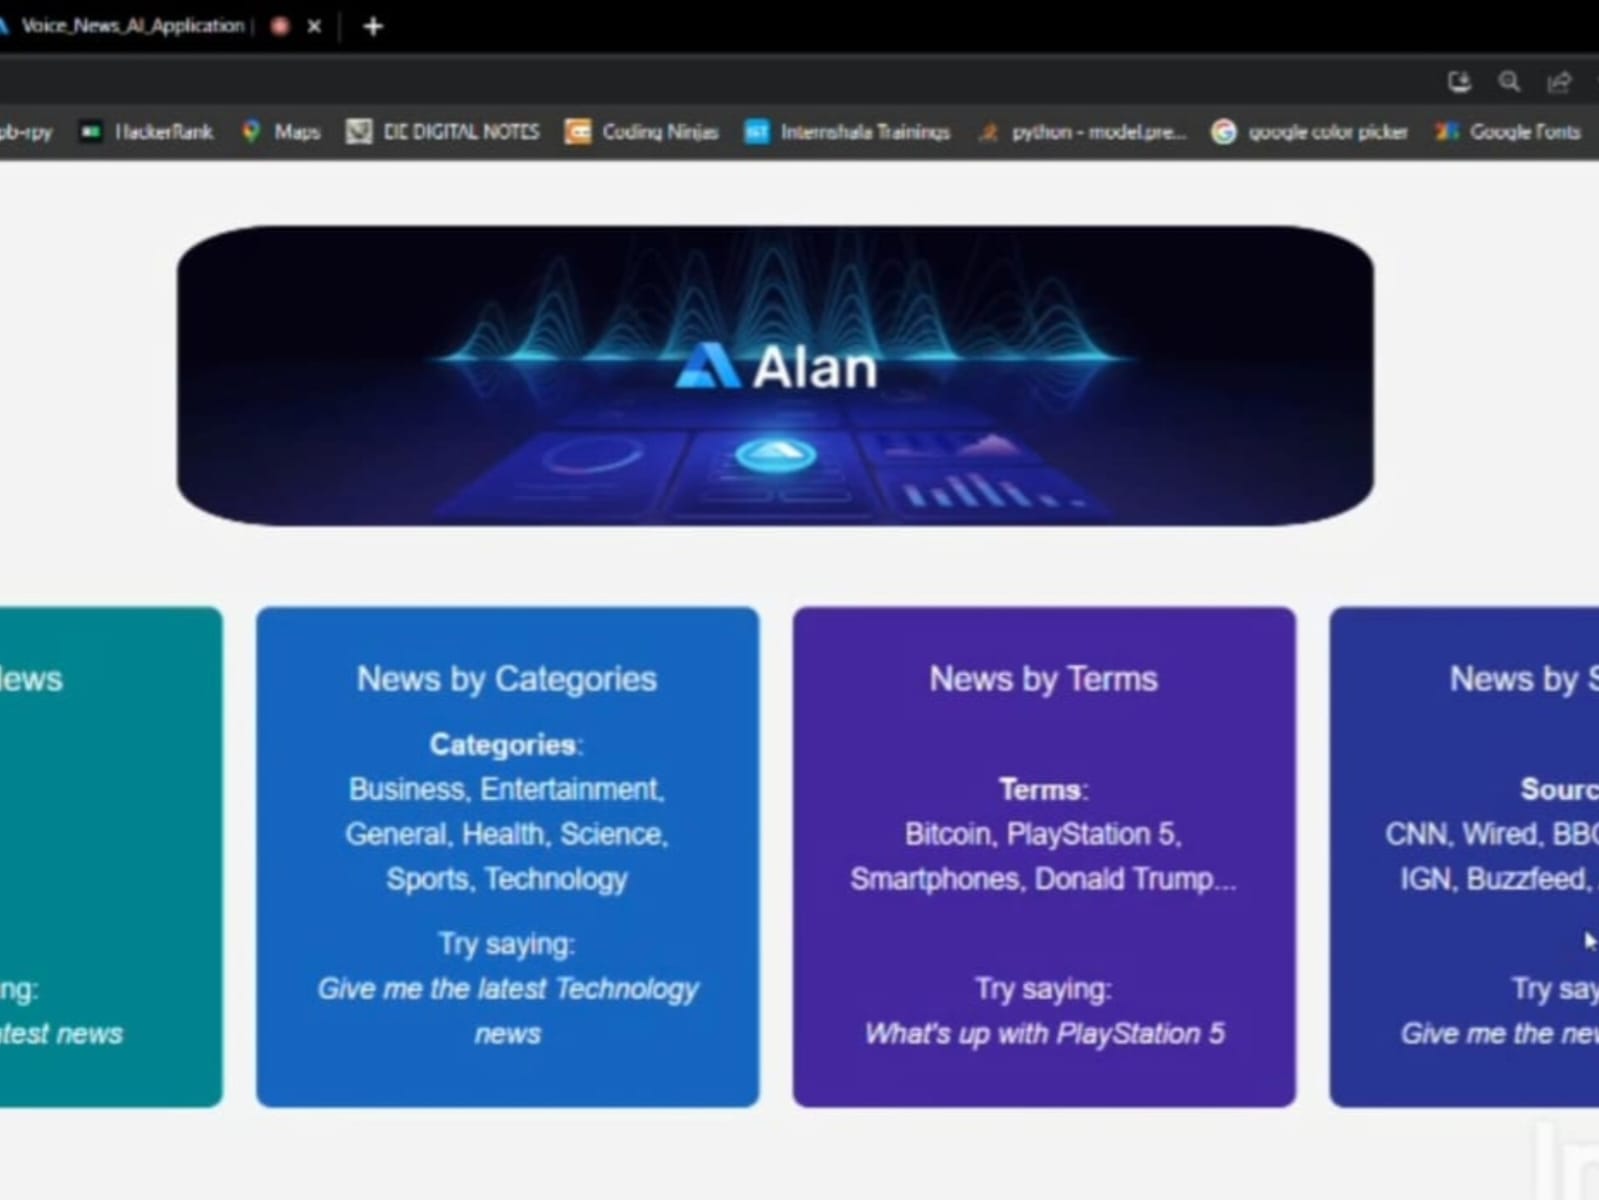 Voice_News_AI_Application |
pb-rpy HackerRank Maps EIE DIGITAL NOTES Coding Ninjas Internshala Trainings python - model.pre... google color picker Google Fonts
Alan
News
ng:
atest news
News by Categories
Categories:
Business, Entertainment,
General, Health, Science,
Sports, Technology
Try saying:
Give me the latest Technology
news
News by Terms
Terms:
Bitcoin, PlayStation 5,
Smartphones, Donald Trump...
Try saying:
What's up with PlayStation 5
News by S
Sourc
CNN, Wired, BBC
IGN, Buzzfeed,
Try say
Give me the new